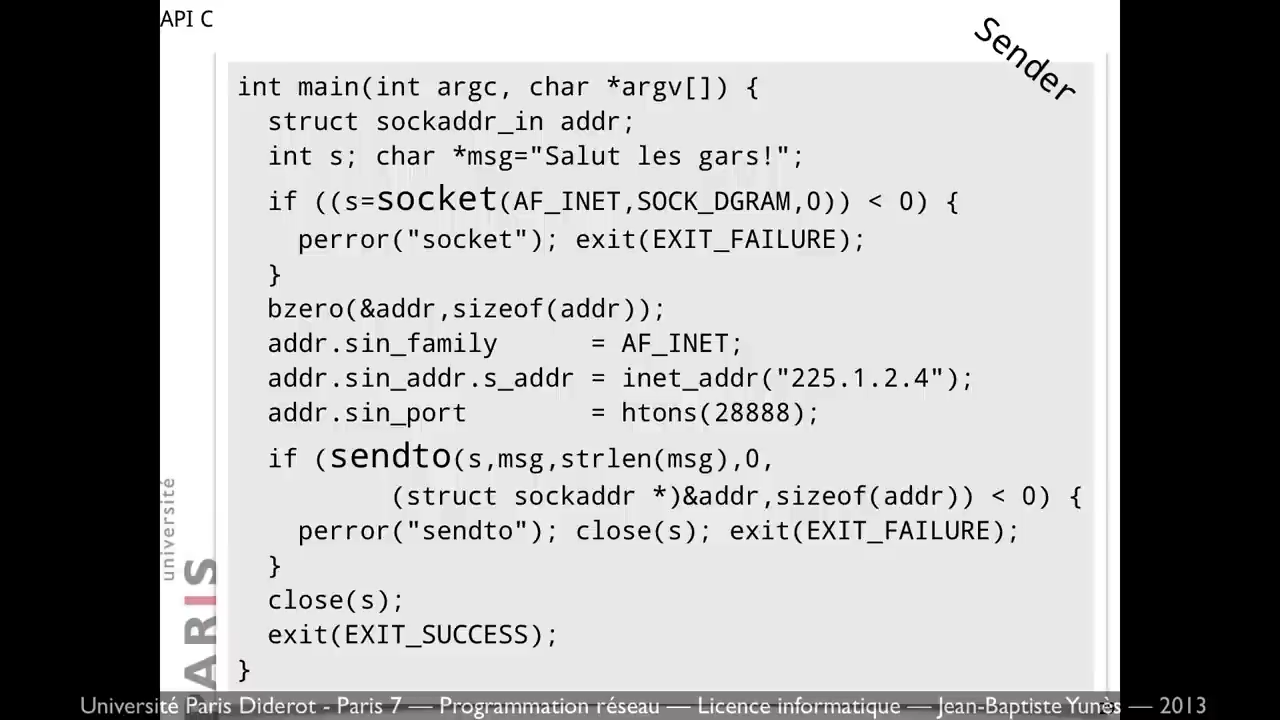 API C
Sender
int main(int argc, char *argv[]) {
  struct sockaddr_in addr;
  int s; char *msg="Salut les gars!";
  if ((s=socket(AF_INET,SOCK_DGRAM,0)) < 0) {
    perror("socket"); exit(EXIT_FAILURE);
  }
  bzero(&addr,sizeof(addr));
  addr.sin_family      = AF_INET;
  addr.sin_addr.s_addr = inet_addr("225.1.2.4");
  addr.sin_port        = htons(28888);
  if (sendto(s,msg,strlen(msg),0,
          (struct sockaddr *)&addr,sizeof(addr)) < 0) {
    perror("sendto"); close(s); exit(EXIT_FAILURE);
  }
  close(s);
  exit(EXIT_SUCCESS);
}
université
PARIS
Université Paris Diderot - Paris 7 — Programmation réseau — Licence informatique — Jean-Baptiste Yunès — 2013